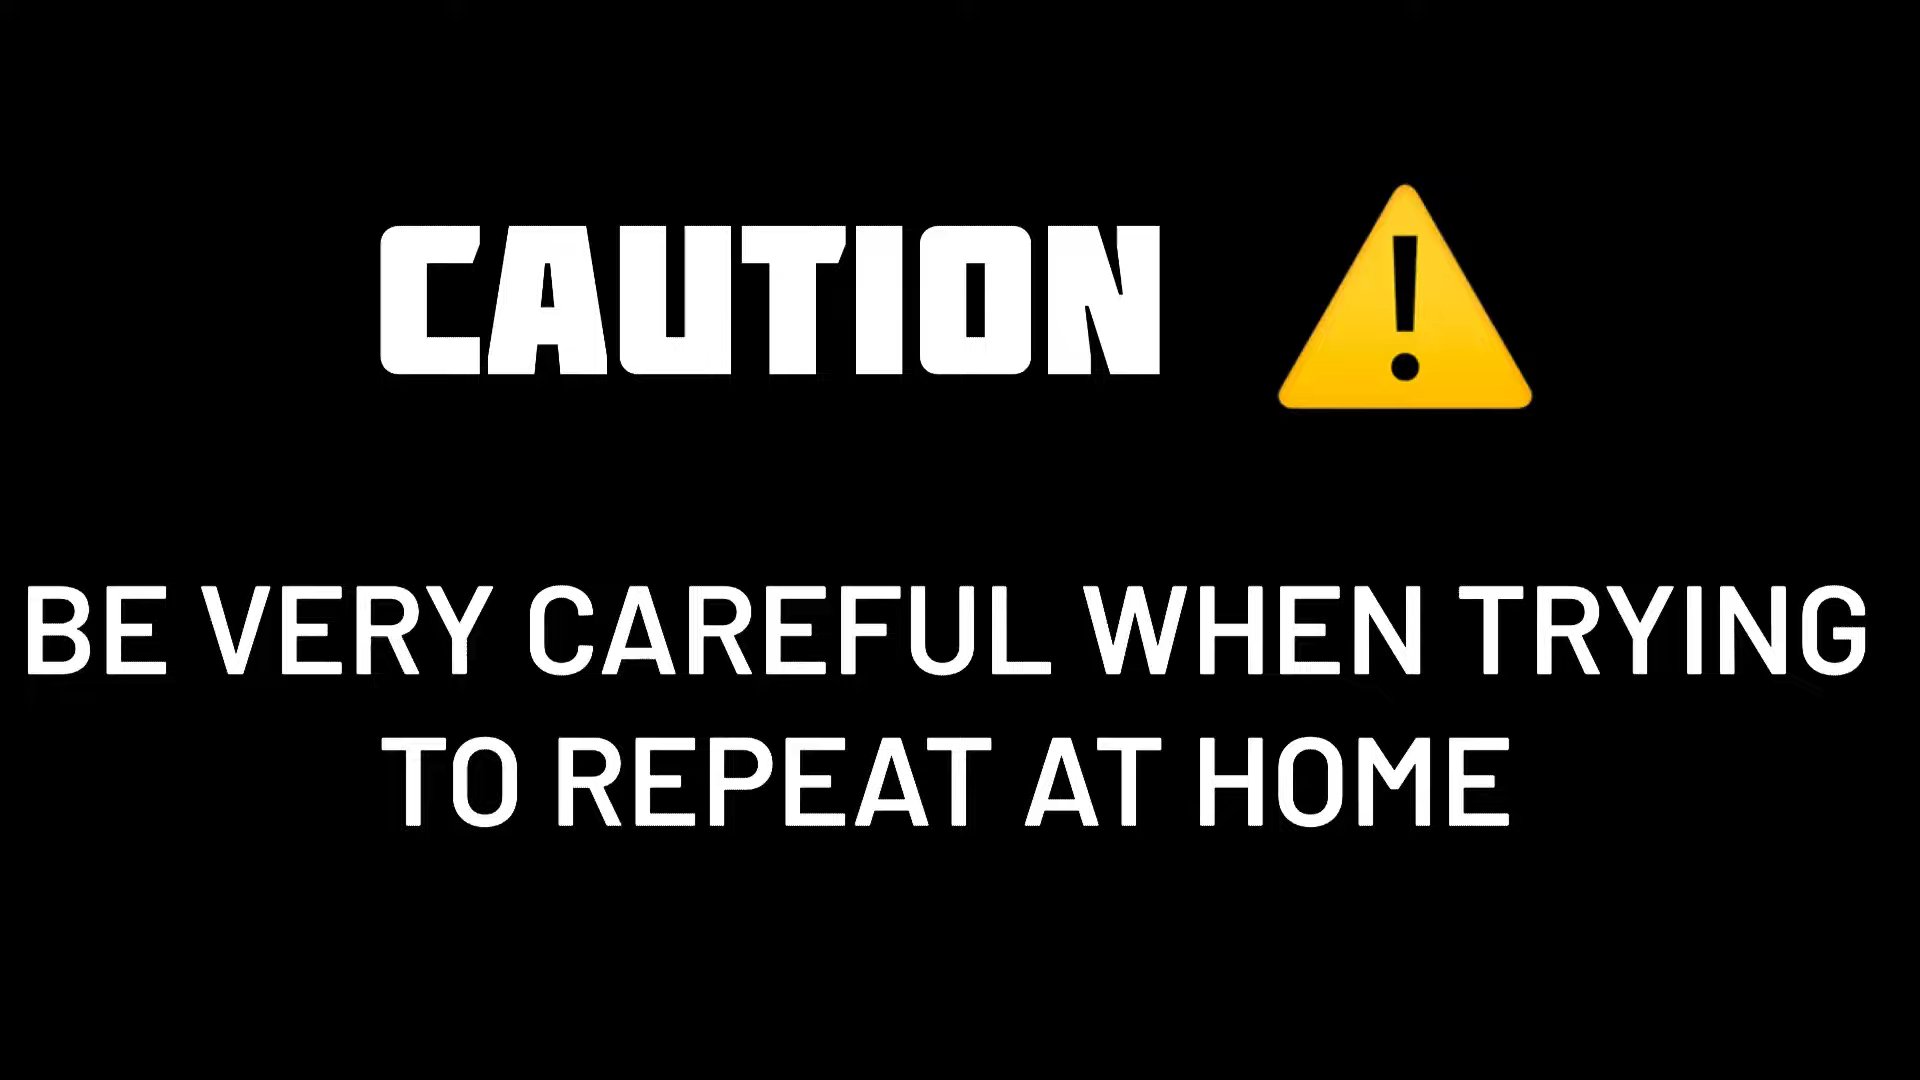 CAUTION ⚠️
BE VERY CAREFUL WHEN TRYING
TO REPEAT AT HOME